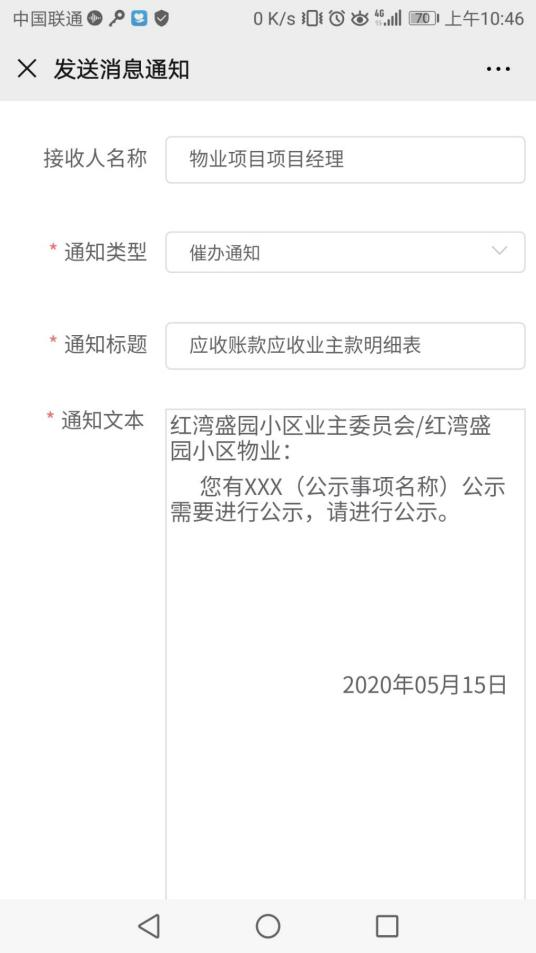 中国联通 0 K/s 4G 70 上午10:46
发送消息通知
接收人名称 物业项目项目经理
* 通知类型 催办通知
* 通知标题 应收账款应收业主款明细表
* 通知文本 红湾盛园小区业主委员会/红湾盛
园小区物业：
您有XXX（公示事项名称）公示
需要进行公示，请进行公示。
2020年05月15日